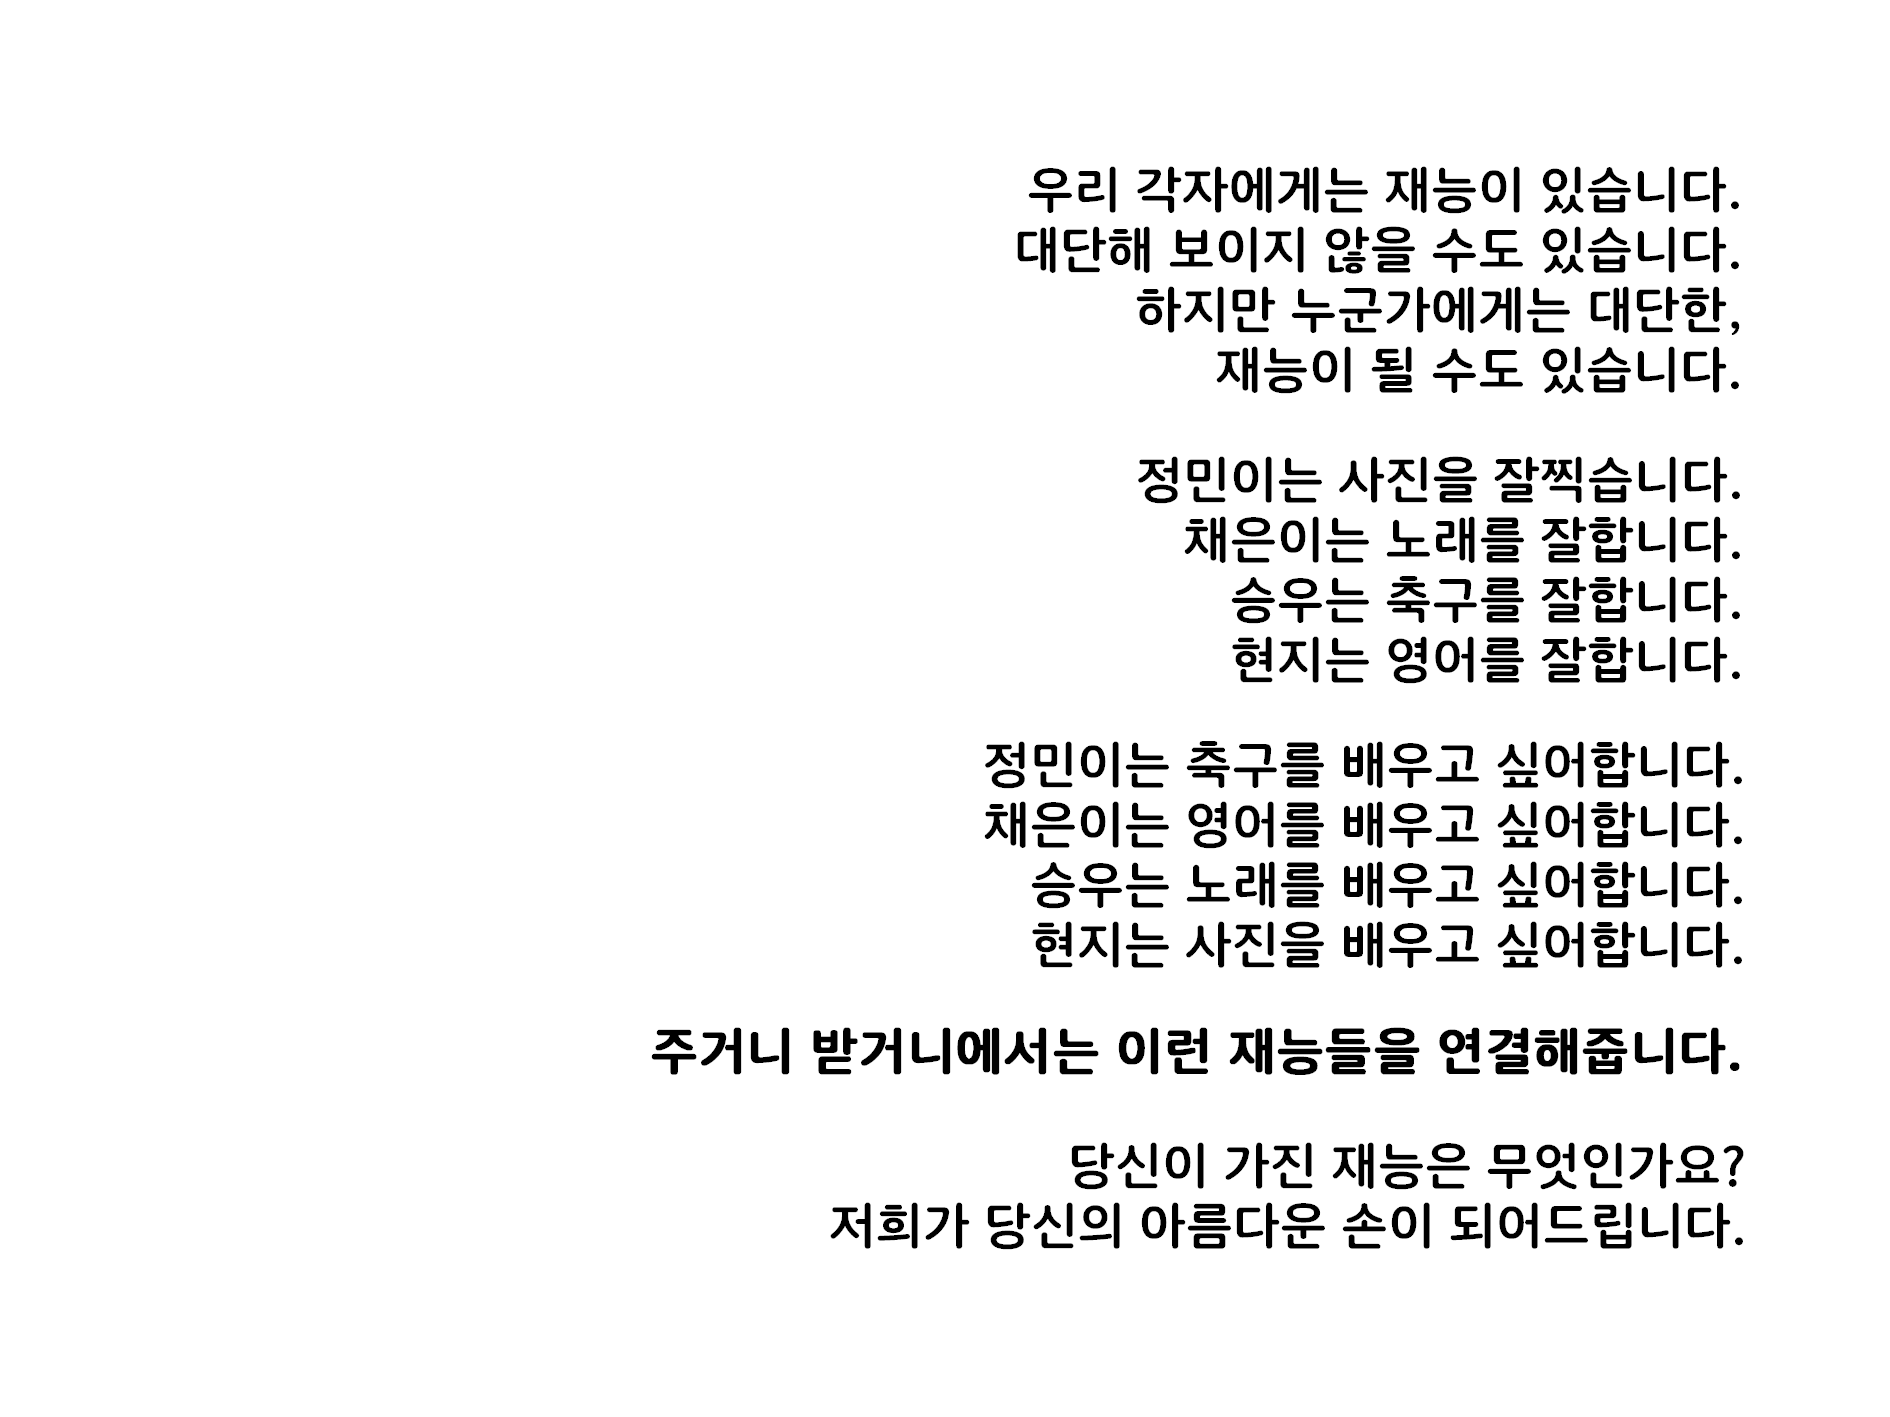 우리 각자에게는 재능이 있습니다.
대단해 보이지 않을 수도 있습니다.
하지만 누군가에게는 대단한,
재능이 될 수도 있습니다.
정민이는 사진을 잘찍습니다.
채은이는 노래를 잘합니다.
승우는 축구를 잘합니다.
현지는 영어를 잘합니다.
정민이는 축구를 배우고 싶어합니다.
채은이는 영어를 배우고 싶어합니다.
승우는 노래를 배우고 싶어합니다.
현지는 사진을 배우고 싶어합니다.
주거니 받거니에서는 이런 재능들을 연결해줍니다.
당신이 가진 재능은 무엇인가요?
저희가 당신의 아름다운 손이 되어드립니다.